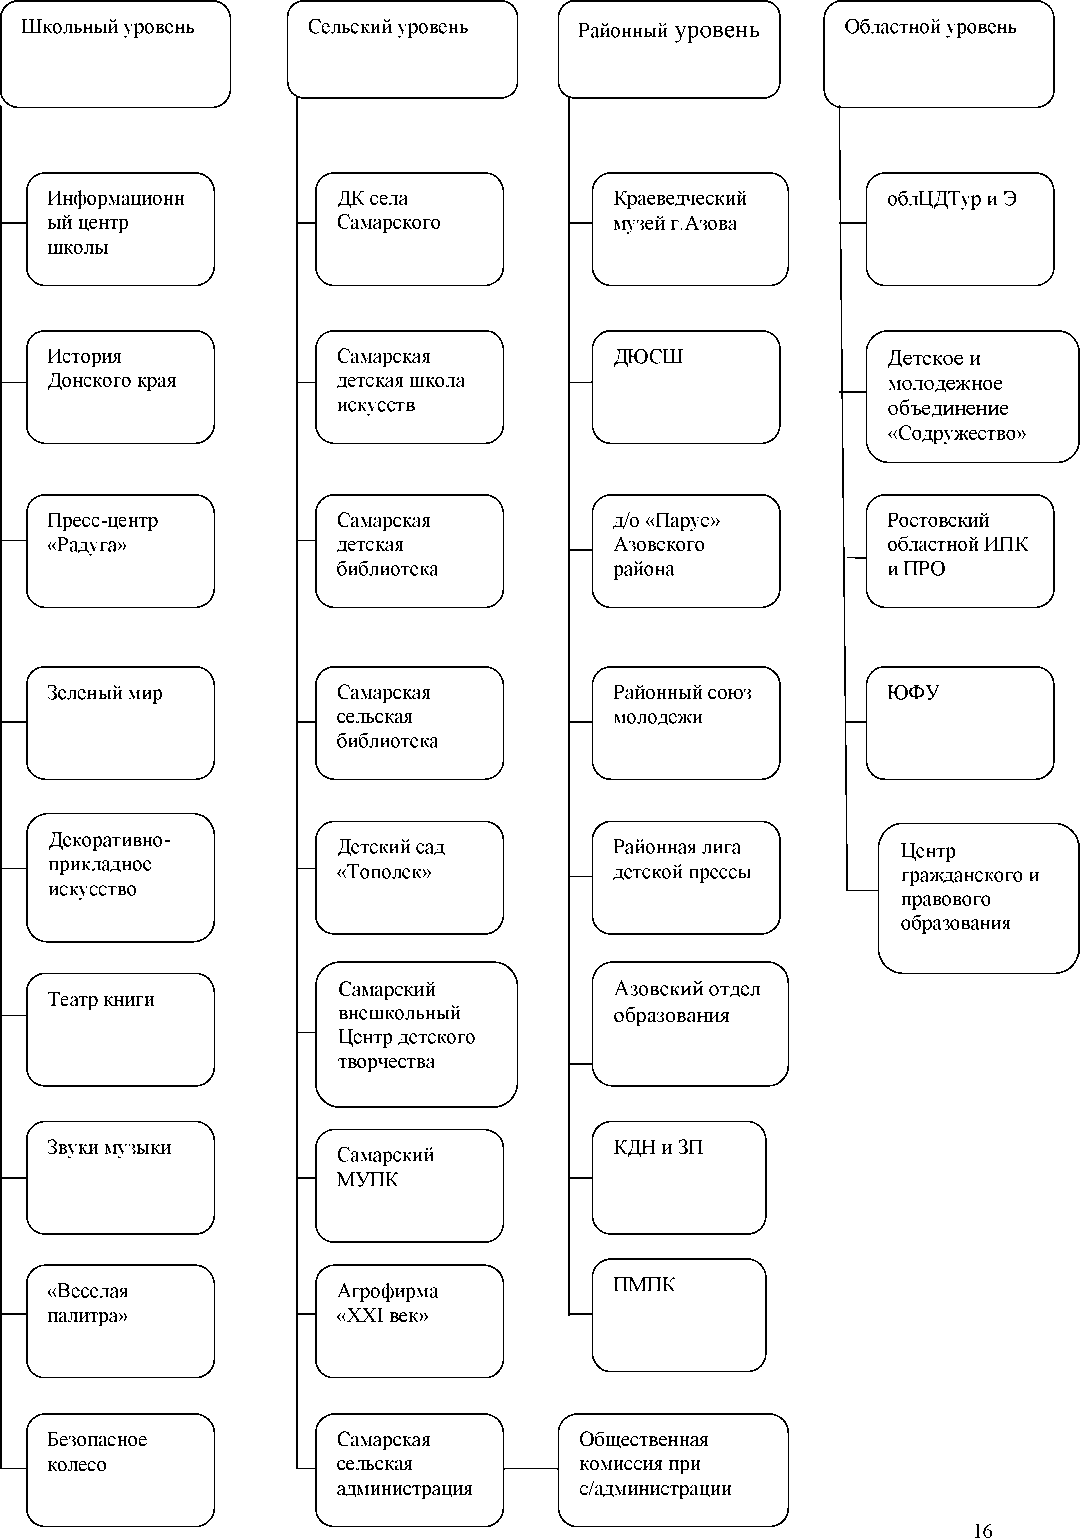 Школьный уровень
Информационн
ый центр
школы
История
Донского края
Пресс-центр
«Радуга»
Зеленый мир
Декоративно-
прикладное
искусство
Театр книги
Звуки музыки
«Веселая
палитра»
Безопасное
колесо
Сельский уровень
ДК села
Самарского
Самарская
детская школа
искусств
Самарская
детская
библиотека
Самарская
сельская
библиотека
Детский сад
«Тополек»
Самарский
внешкольный
Центр детского
творчества
Самарский
МУПК
Агрофирма
«XXI век»
Самарская
сельская
администрация
Общественная
комиссия при
с/администрации
Районный уровень
Краеведческий
музей г.Азова
ДЮСШ
д/о «Парус»
Азовского
района
Районный союз
молодежи
Районная лига
детской прессы
Азовский отдел
образования
КДН и ЗП
ПМПК
Областной уровень
облЦДТур и Э
Детское и
молодежное
объединение
«Содружество»
Ростовский
областной ИПК
и ПРО
ЮФУ
Центр
гражданского и
правового
образования
16